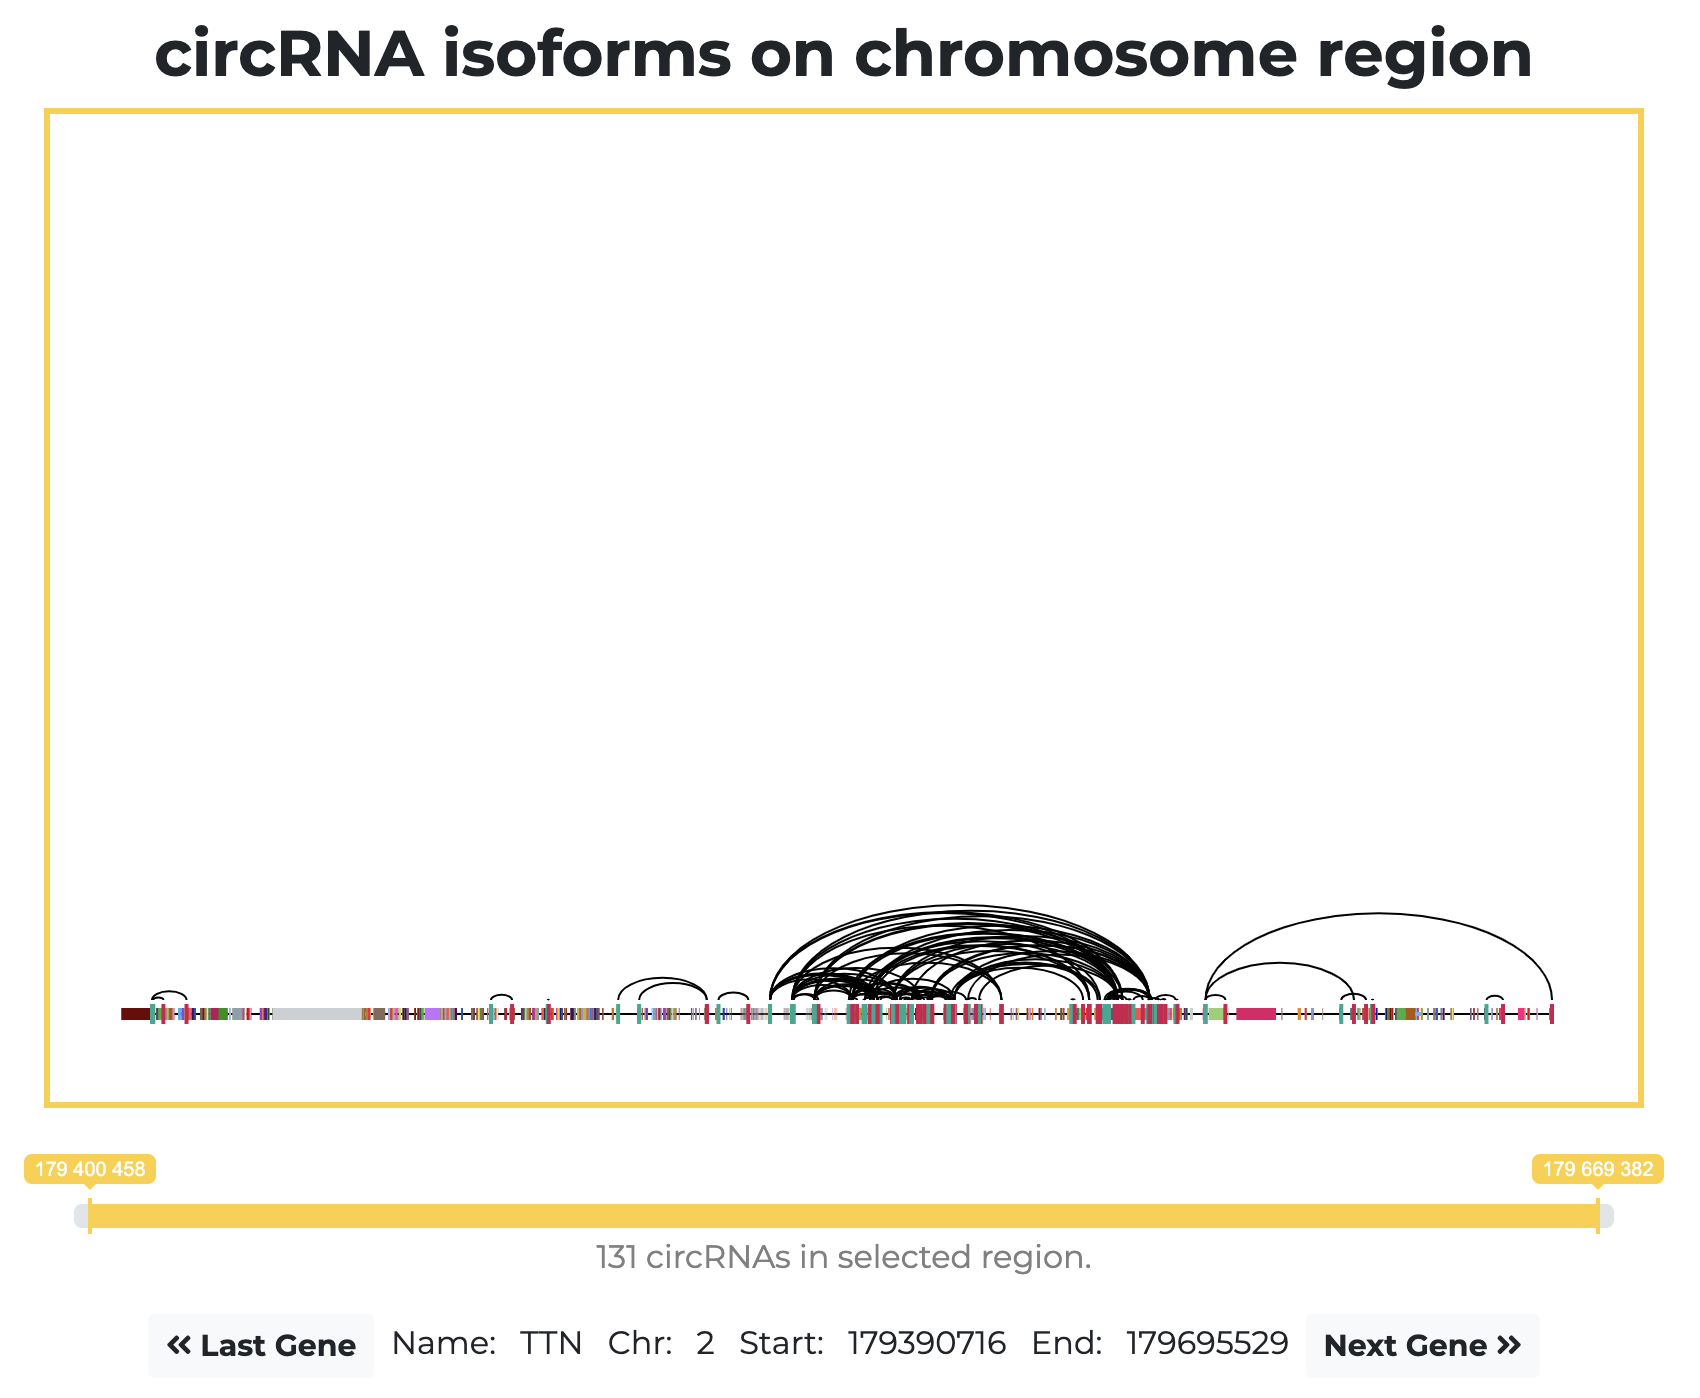 circRNA isoforms on chromosome region
179 400 458
179 669 382
131 circRNAs in selected region.
Last Gene Name: TTN Chr: 2 Start: 179390716 End: 179695529 Next Gene